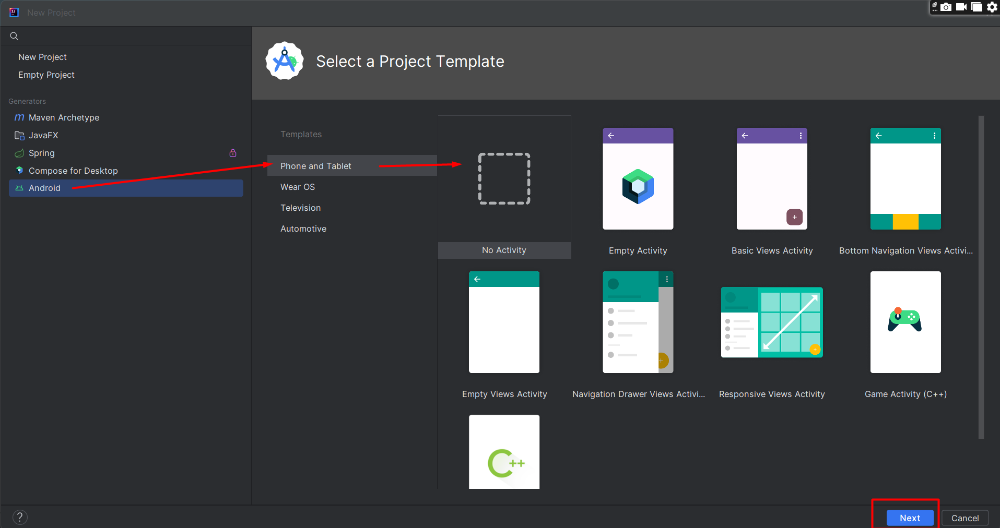 New Project
New Project
Empty Project
Generators
Maven Archetype
JavaFX
Spring
Compose for Desktop
Android
Select a Project Template
Templates
Phone and Tablet
Wear OS
Television
Automotive
No Activity
Empty Activity
Basic Views Activity
Bottom Navigation Views Activi...
Empty Views Activity
Navigation Drawer Views Activi...
Responsive Views Activity
Game Activity (C++)
C++
?
Next
Cancel